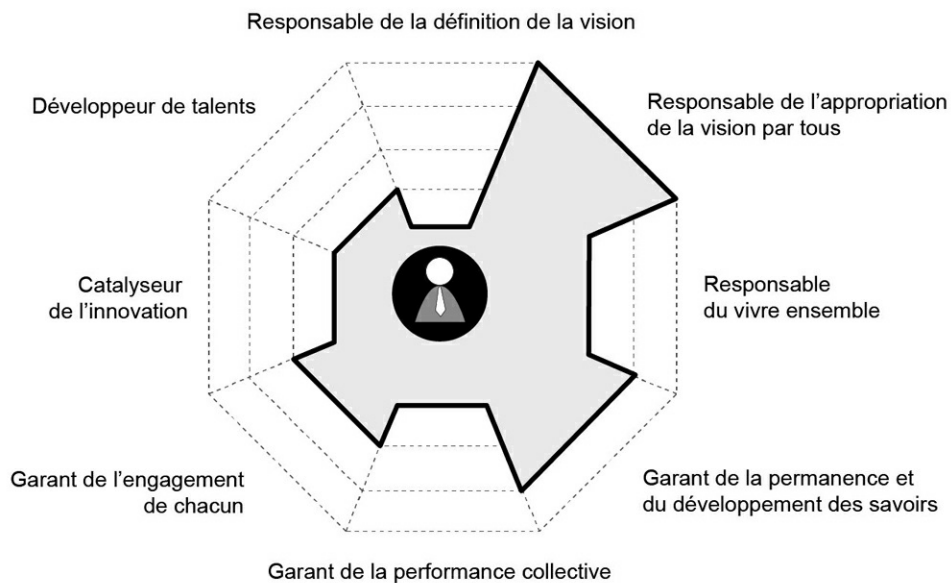 Responsable de la définition de la vision
Développeur de talents
Responsable de l’appropriation
de la vision par tous
Catalyseur
de l’innovation
Responsable
du vivre ensemble
Garant de l’engagement
de chacun
Garant de la permanence et
du développement des savoirs
Garant de la performance collective